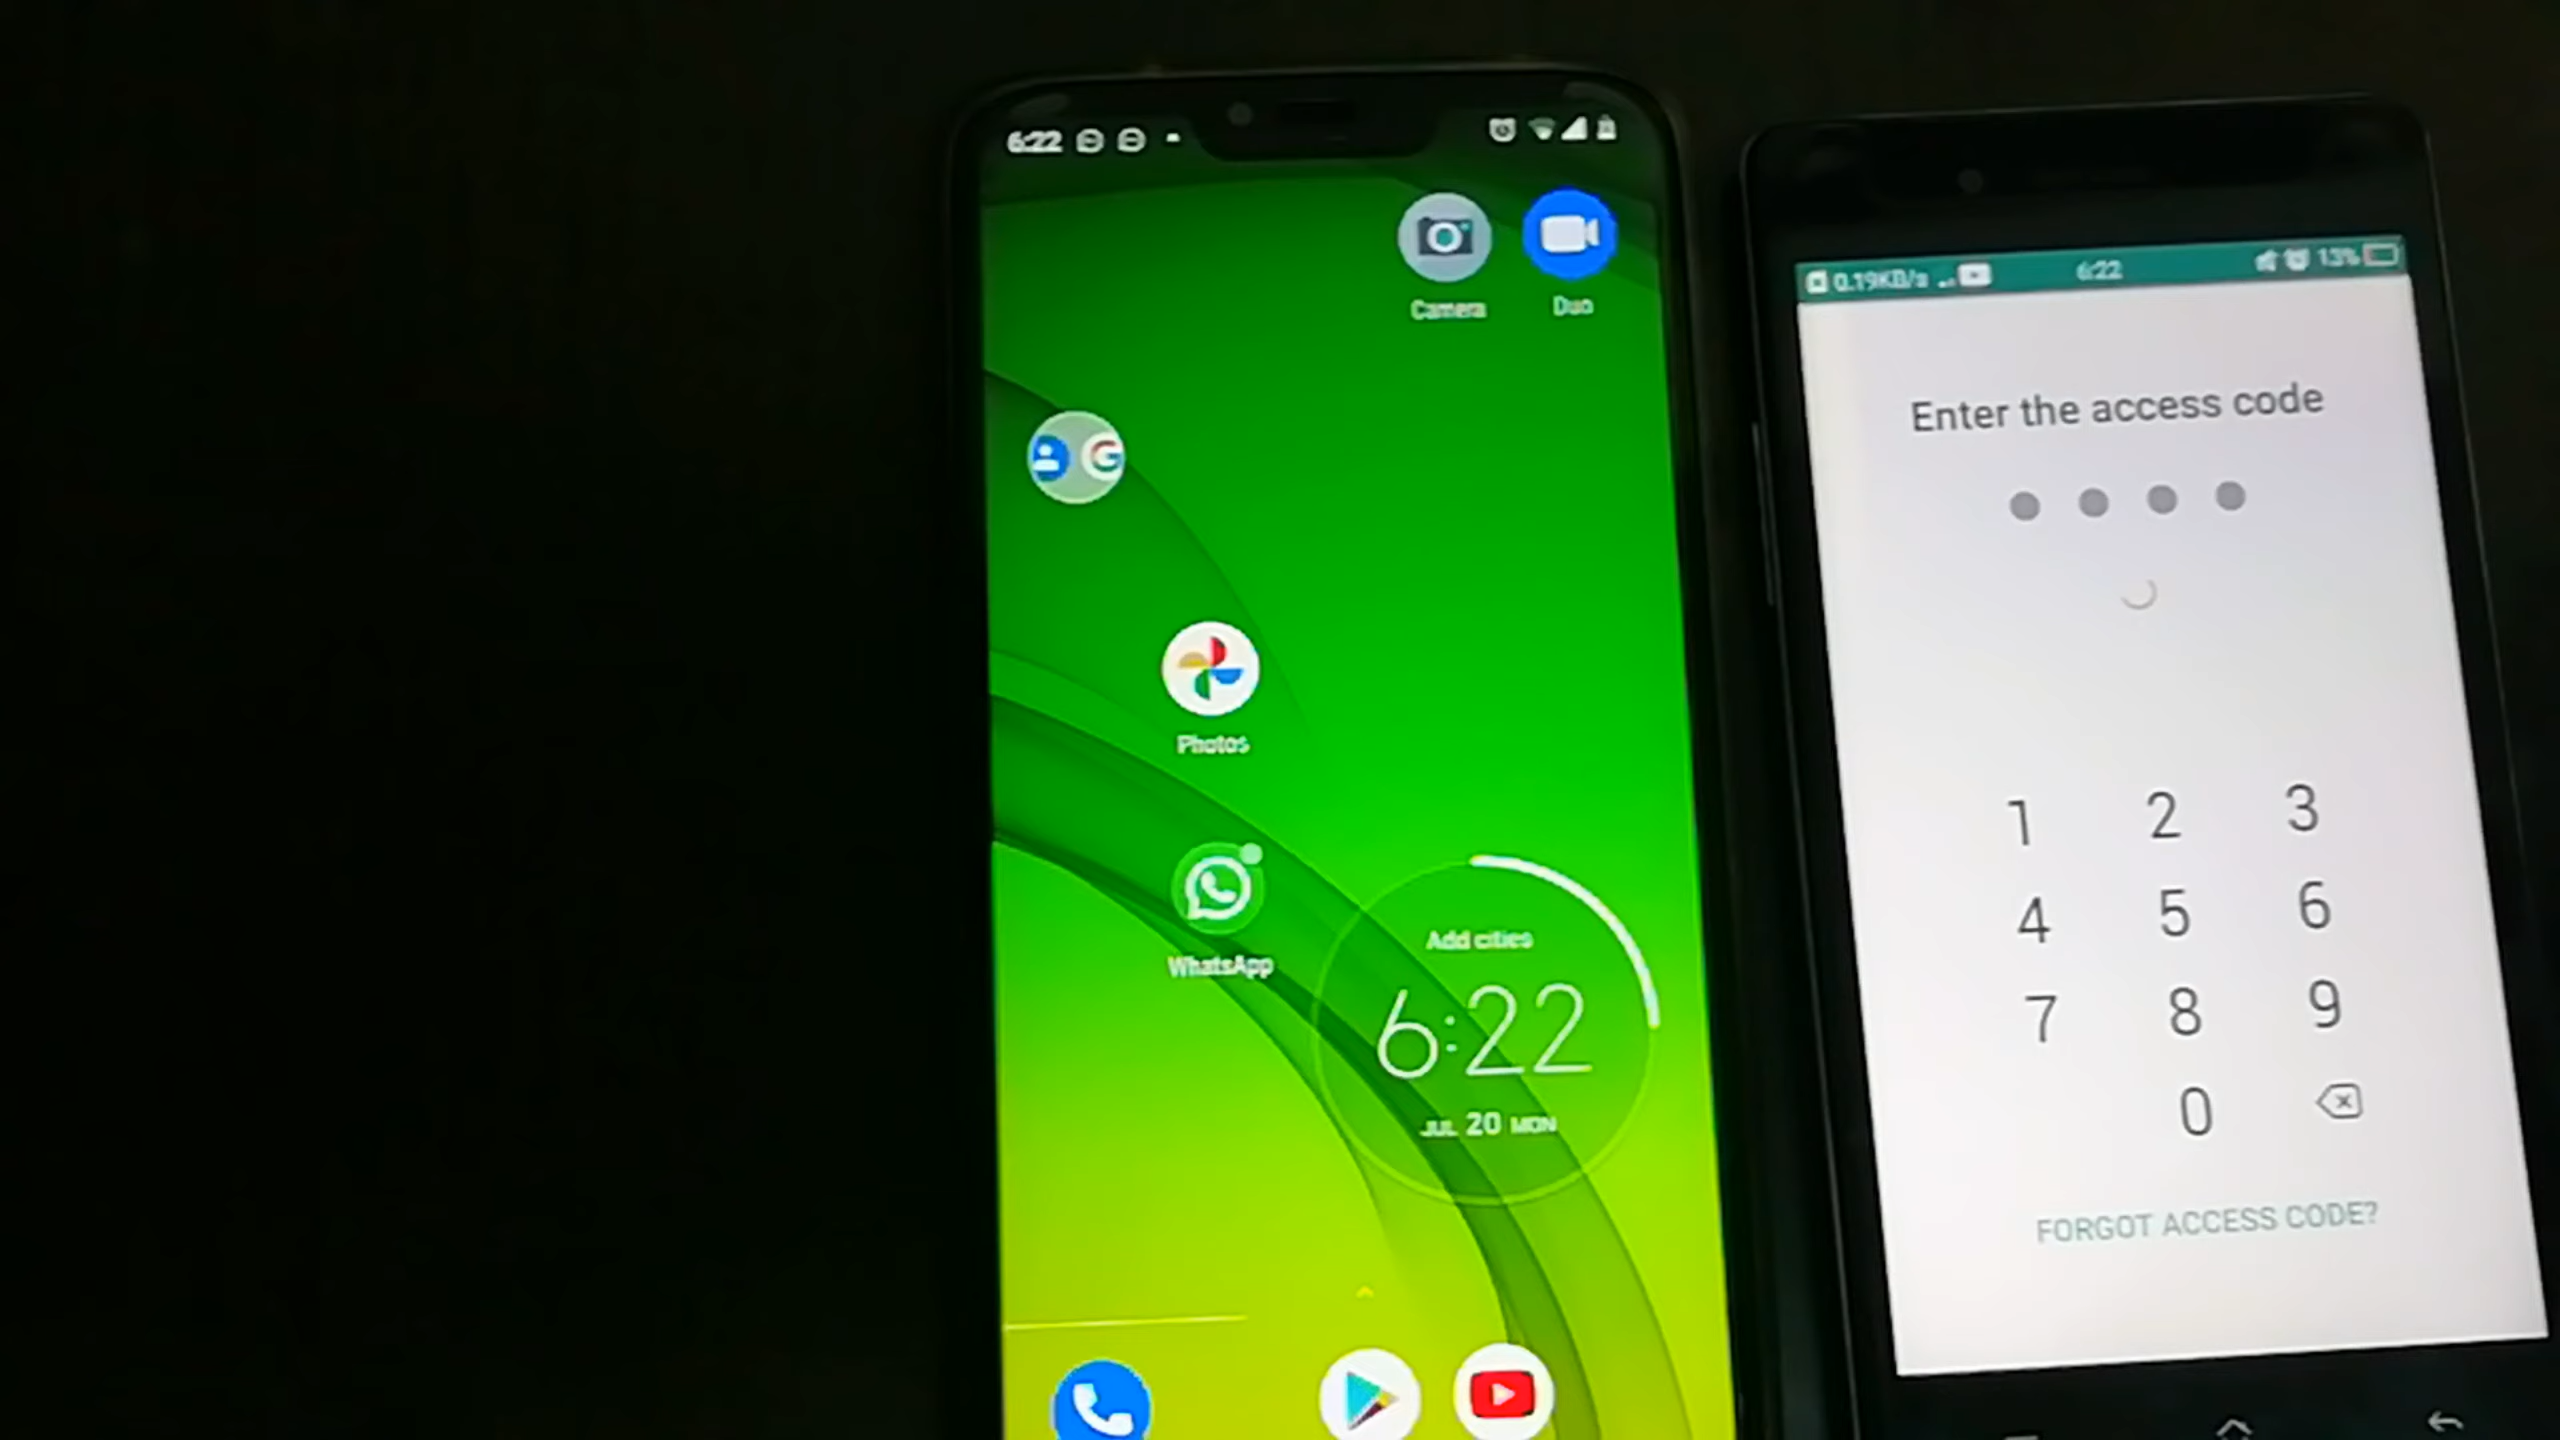 6:22
Camera
Duo
G
Photos
WhatsApp
Add cities
6:22
JUL 20 MON
0.19KB/s
6:22
13%
Enter the access code
1 2 3
4 5 6
7 8 9
0
FORGOT ACCESS CODE?